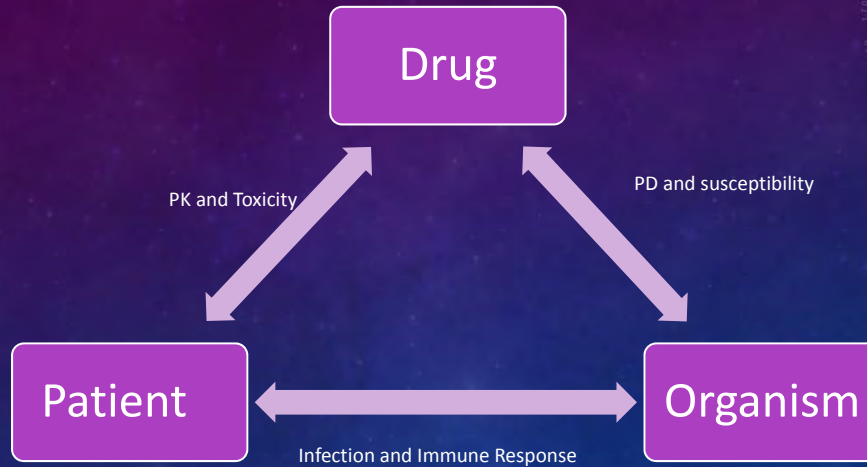 Drug
PK and Toxicity
PD and susceptibility
Patient
Organism
Infection and Immune Response